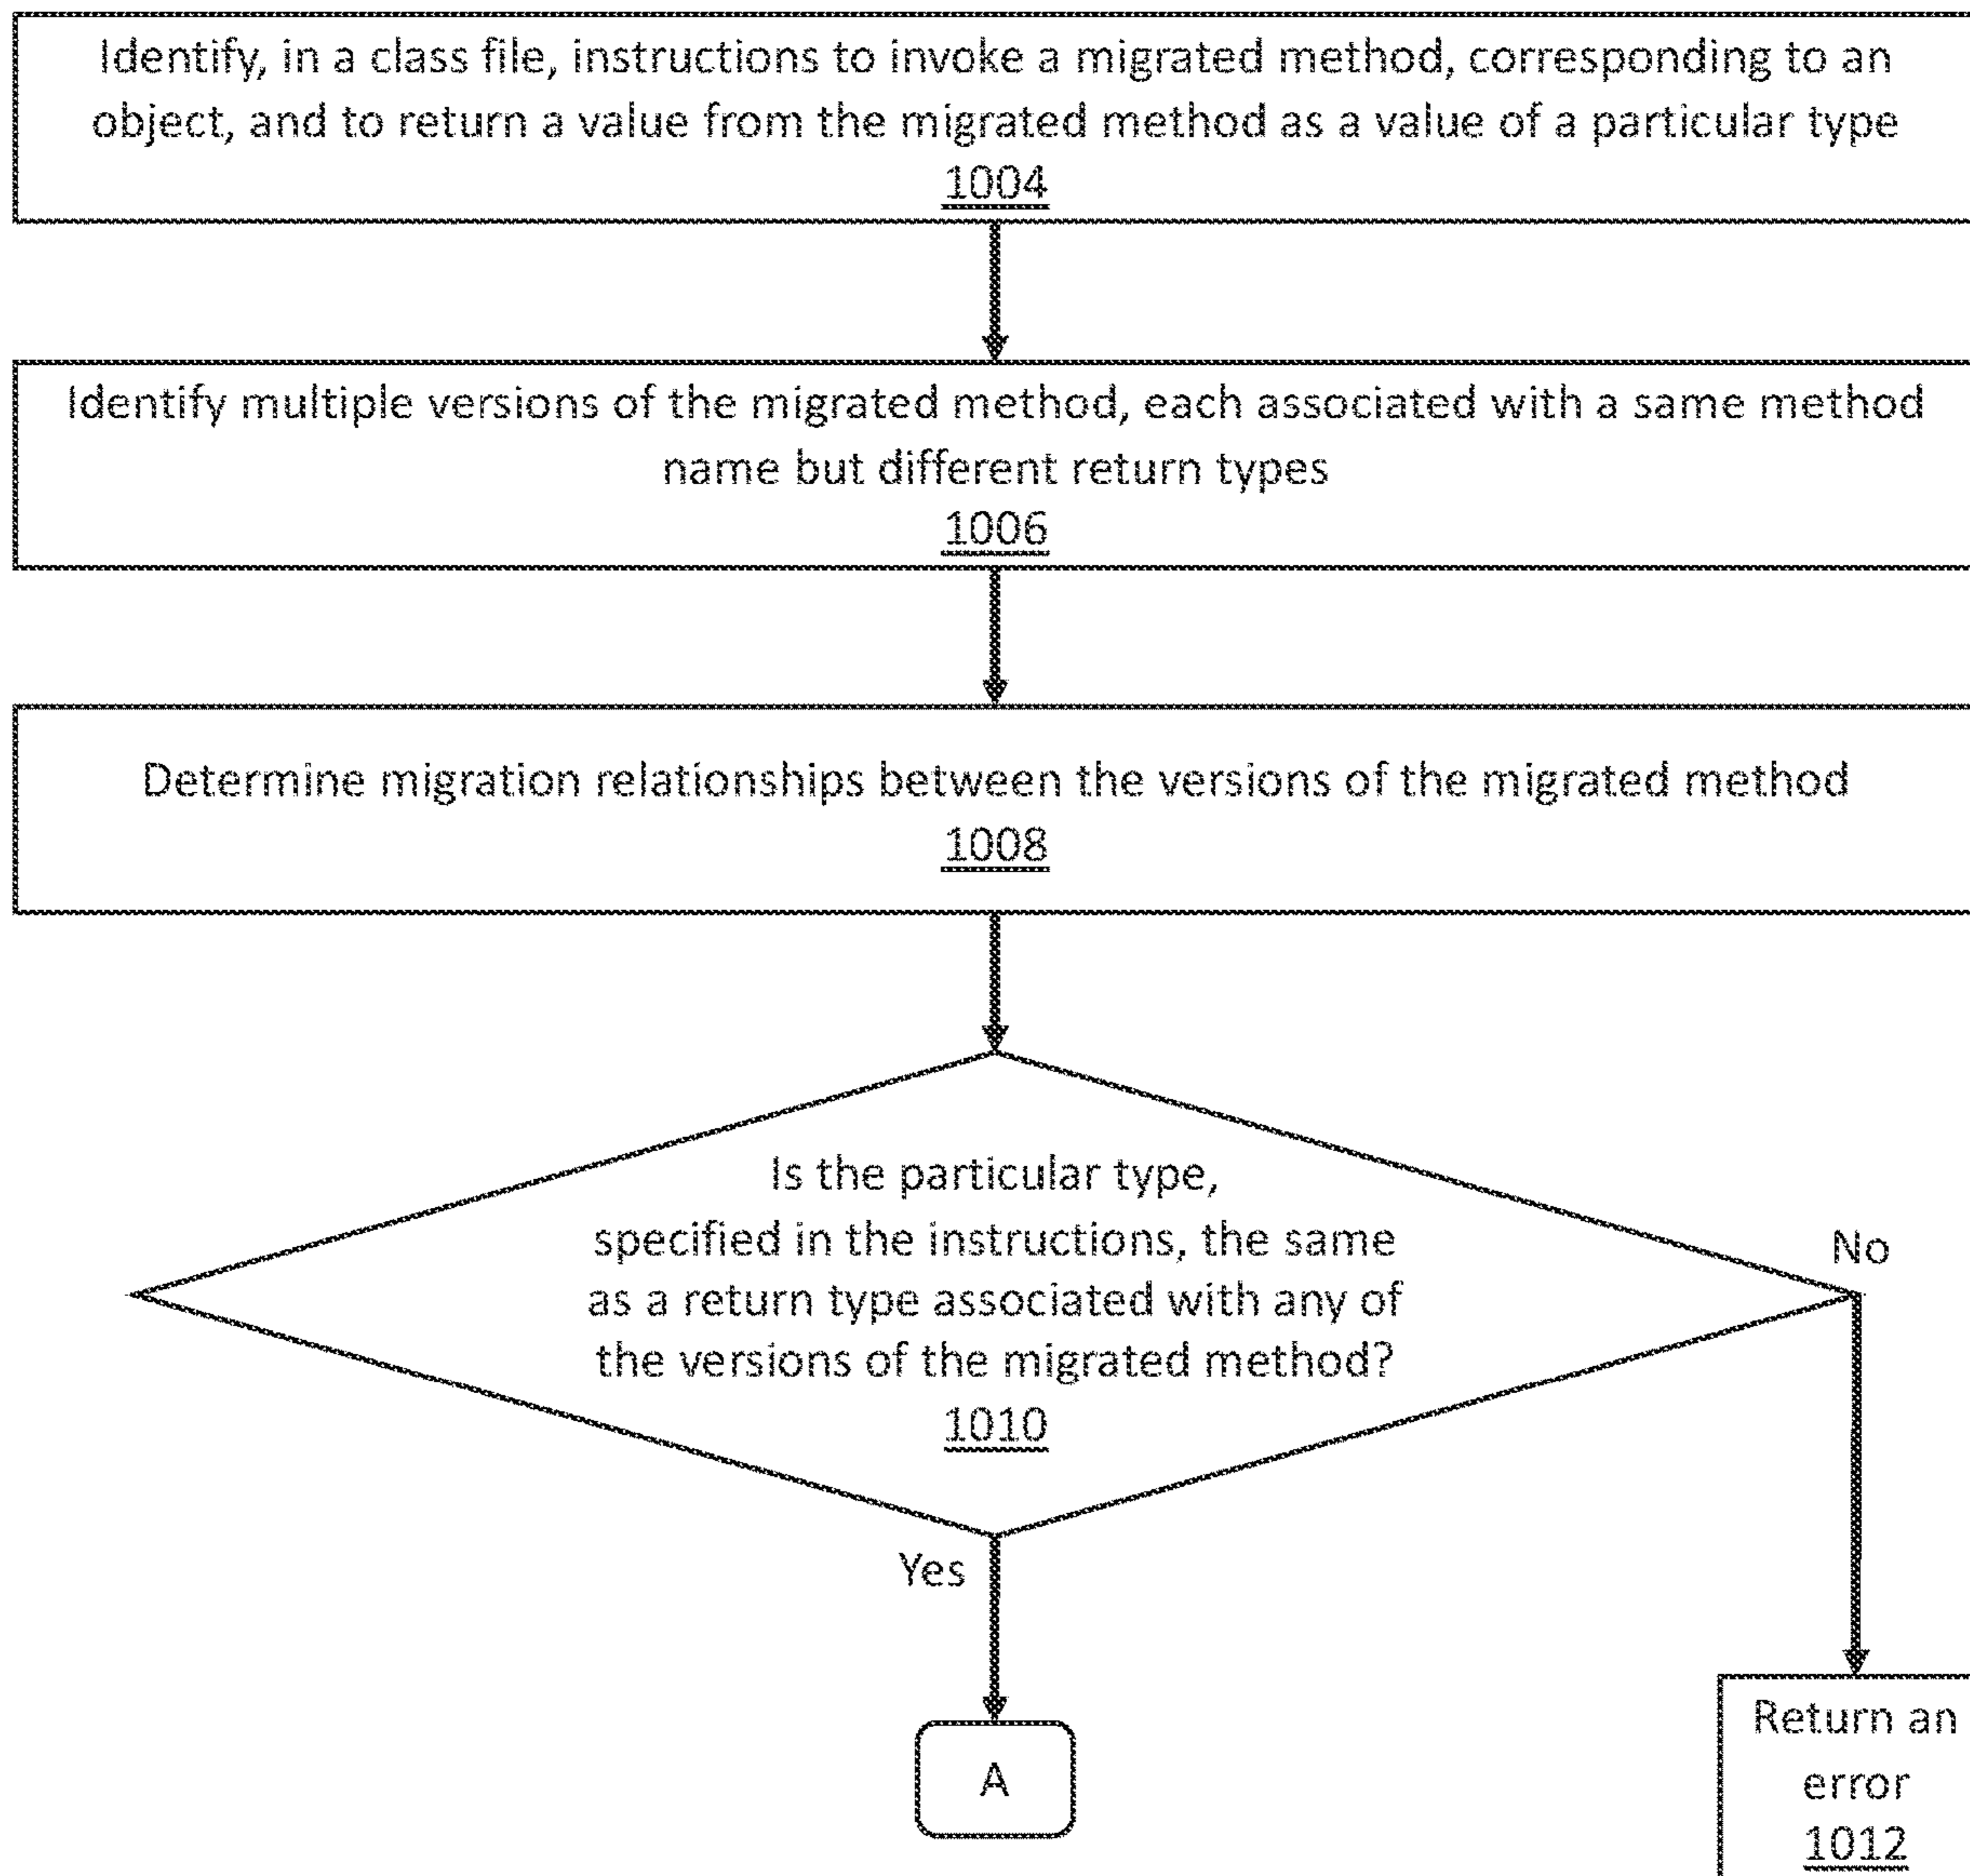 Identify, in a class file, instructions to invoke a migrated method, corresponding to an
object, and to return a value from the migrated method as a value of a particular type
1004
Identify multiple versions of the migrated method, each associated with a same method
name but different return types
1006
Determine migration relationships between the versions of the migrated method
1008
Is the particular type,
specified in the instructions, the same
as a return type associated with any of
the versions of the migrated method?
1010
No
Yes
A
Return an
error
1012